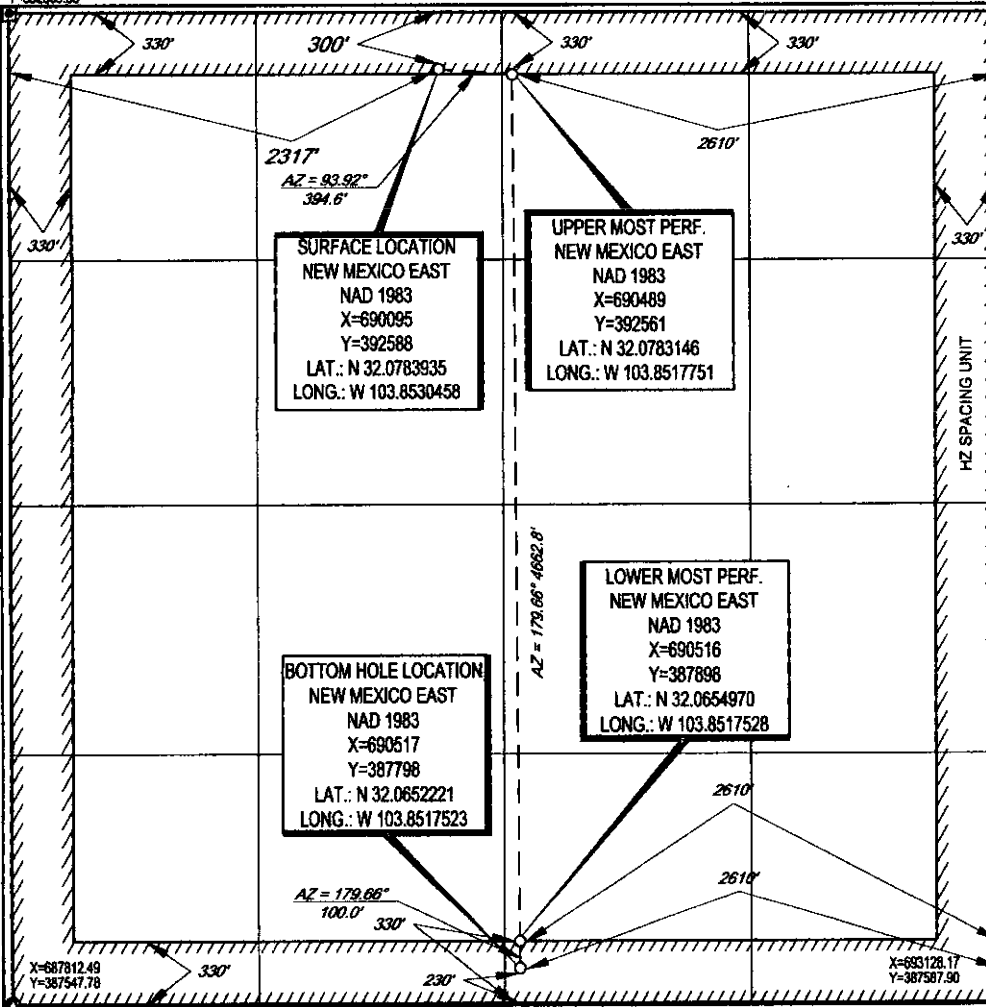 330'
300'
330'
330'
2317'
2610'
AZ = 93.92°
394.6'
330'
330'
SURFACE LOCATION
NEW MEXICO EAST
NAD 1983
X=690095
Y=392588
LAT.: N 32.0783935
LONG.: W 103.8530458
UPPER MOST PERF.
NEW MEXICO EAST
NAD 1983
X=690489
Y=392561
LAT.: N 32.0783146
LONG.: W 103.8517751
HZ SPACING UNIT
AZ = 179.66° 4662.8'
LOWER MOST PERF.
NEW MEXICO EAST
NAD 1983
X=690516
Y=387898
LAT.: N 32.0654970
LONG.: W 103.8517528
BOTTOM HOLE LOCATION
NEW MEXICO EAST
NAD 1983
X=690517
Y=387798
LAT.: N 32.0652221
LONG.: W 103.8517523
2610'
2610'
AZ = 179.66°
100.0'
330'
X=687812.49
Y=387547.78
330'
230'
X=693128.17
Y=387587.90